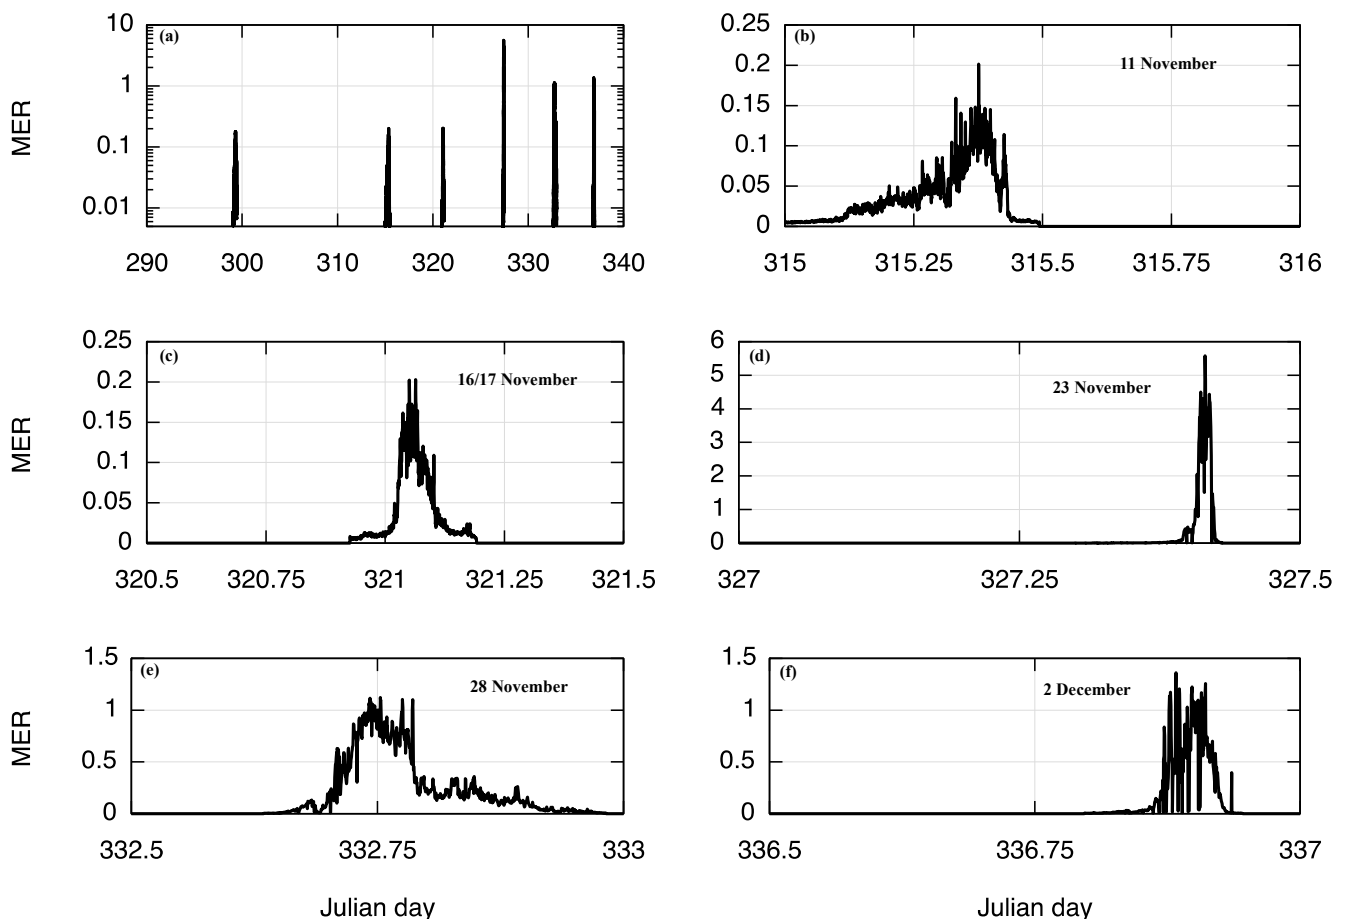 (a)
10
1
0.1
0.01
MER
290 300 310 320 330 340
(b)
11 November
0.25
0.2
0.15
0.1
0.05
0
315 315.25 315.5 315.75 316
(c)
16/17 November
0.25
0.2
0.15
0.1
0.05
0
MER
320.5 320.75 321 321.25 321.5
(d)
23 November
6
5
4
3
2
1
0
327 327.25 327.5
(e)
28 November
1.5
1
0.5
0
MER
332.5 332.75 333
Julian day
(f)
2 December
1.5
1
0.5
0
336.5 336.75 337
Julian day